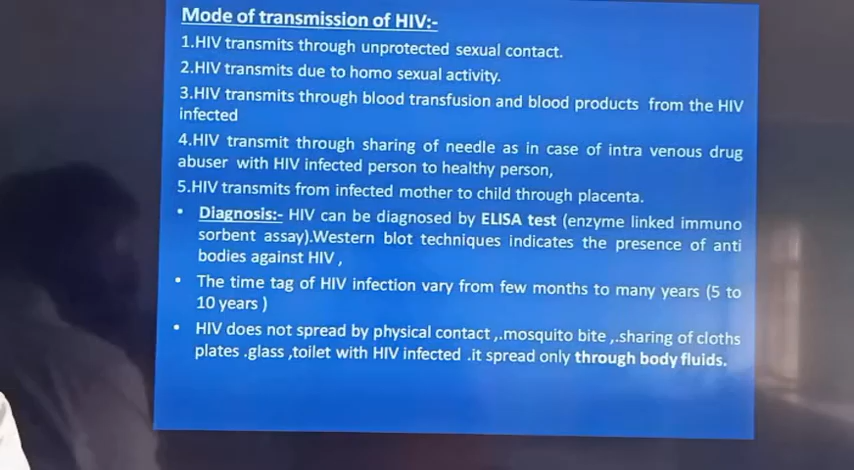 Mode of transmission of HIV:-
1.HIV transmits through unprotected sexual contact.
2.HIV transmits due to homo sexual activity.
3.HIV transmits through blood transfusion and blood products from the HIV
infected
4.HIV transmit through sharing of needle as in case of intra venous drug
abuser with HIV infected person to healthy person,
5.HIV transmits from infected mother to child through placenta.
• Diagnosis:- HIV can be diagnosed by ELISA test (enzyme linked immuno
sorbent assay).Western blot techniques indicates the presence of anti
bodies against HIV ,
• The time tag of HIV infection vary from few months to many years (5 to
10 years )
• HIV does not spread by physical contact ,.mosquito bite ,.sharing of cloths
plates .glass ,toilet with HIV infected .it spread only through body fluids.